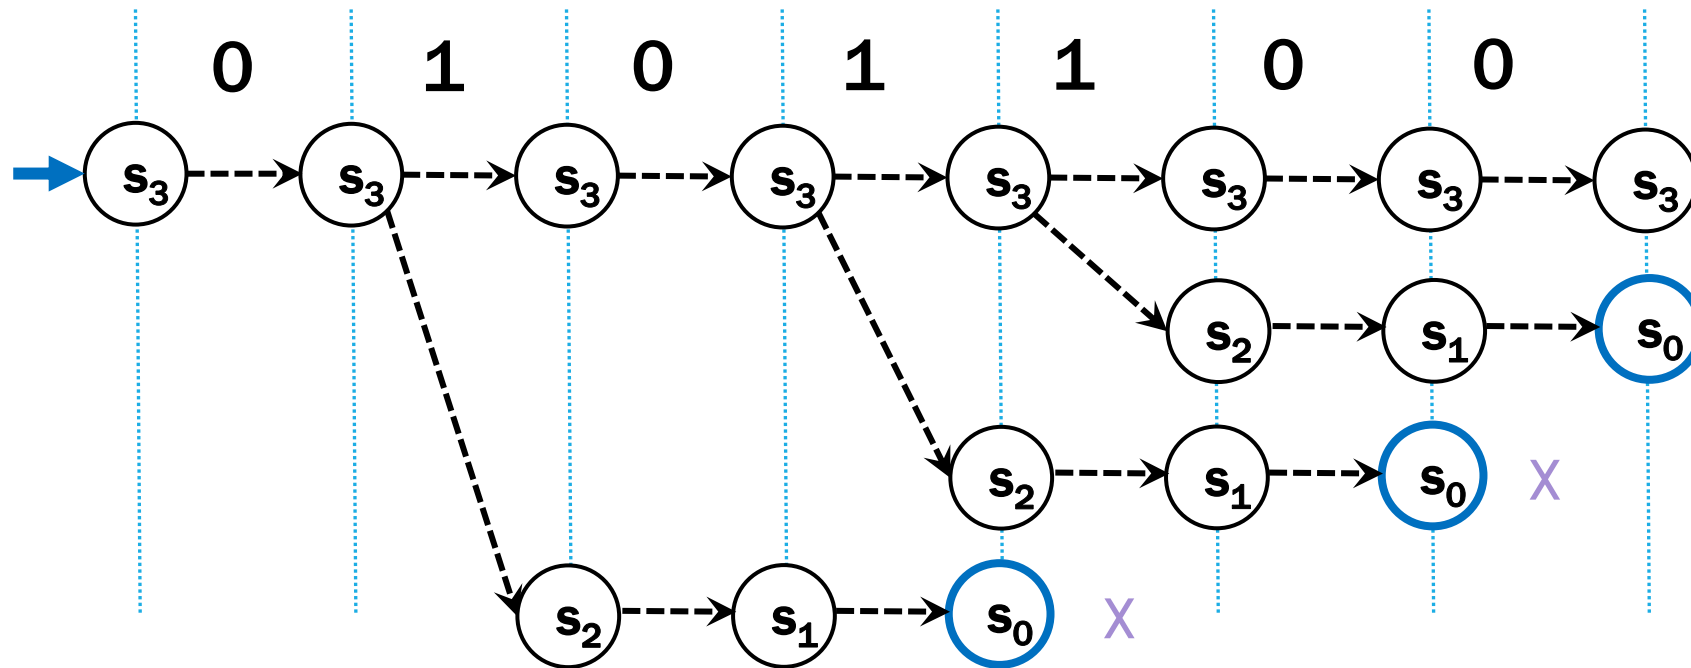 0 1 0 1 1 0 0
s₃ s₃ s₃ s₃ s₃ s₃ s₃ s₃
s₂ s₁ s₀
s₂ s₁ s₀ X
s₂ s₁ s₀ X